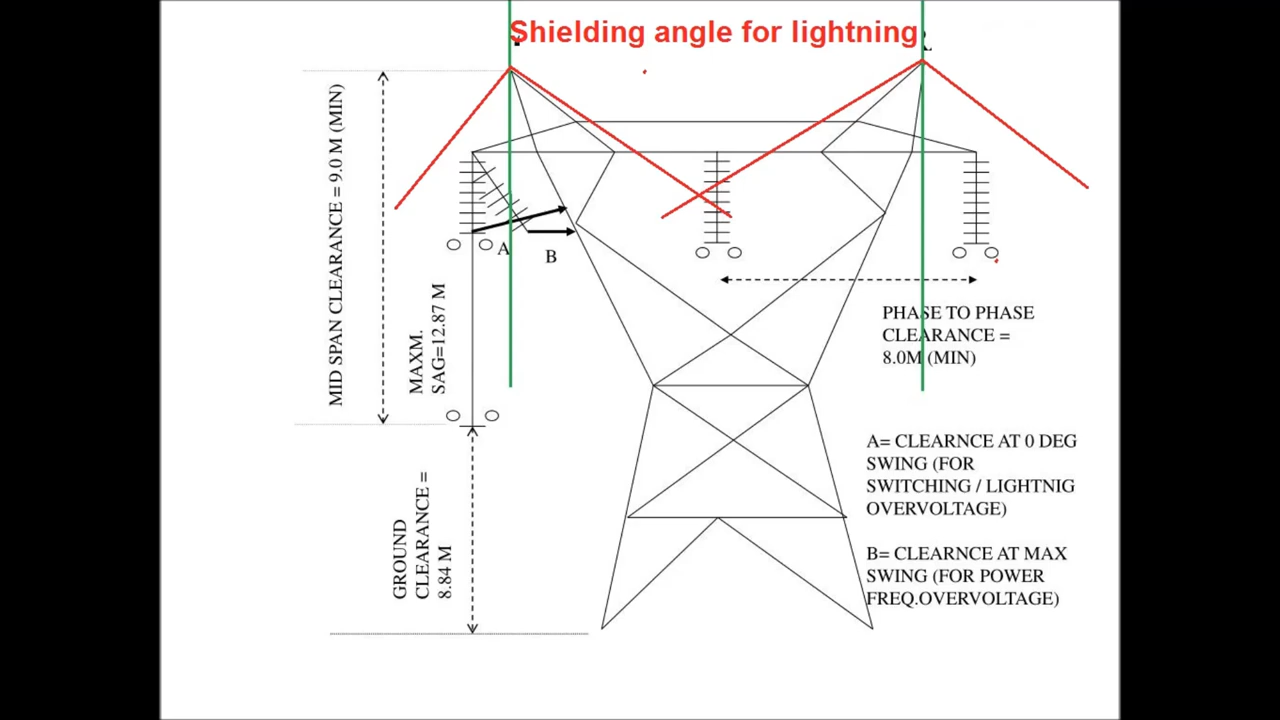 Shielding angle for lightning
MID SPAN CLEARANCE = 9.0 M (MIN)
MAXM.
SAG=12.87 M
A
B
PHASE TO PHASE
CLEARANCE =
8.0M (MIN)
GROUND
CLEARANCE =
8.84 M
A= CLEARNCE AT 0 DEG
SWING (FOR
SWITCHING / LIGHTNIG
OVERVOLTAGE)
B= CLEARNCE AT MAX
SWING (FOR POWER
FREQ.OVERVOLTAGE)